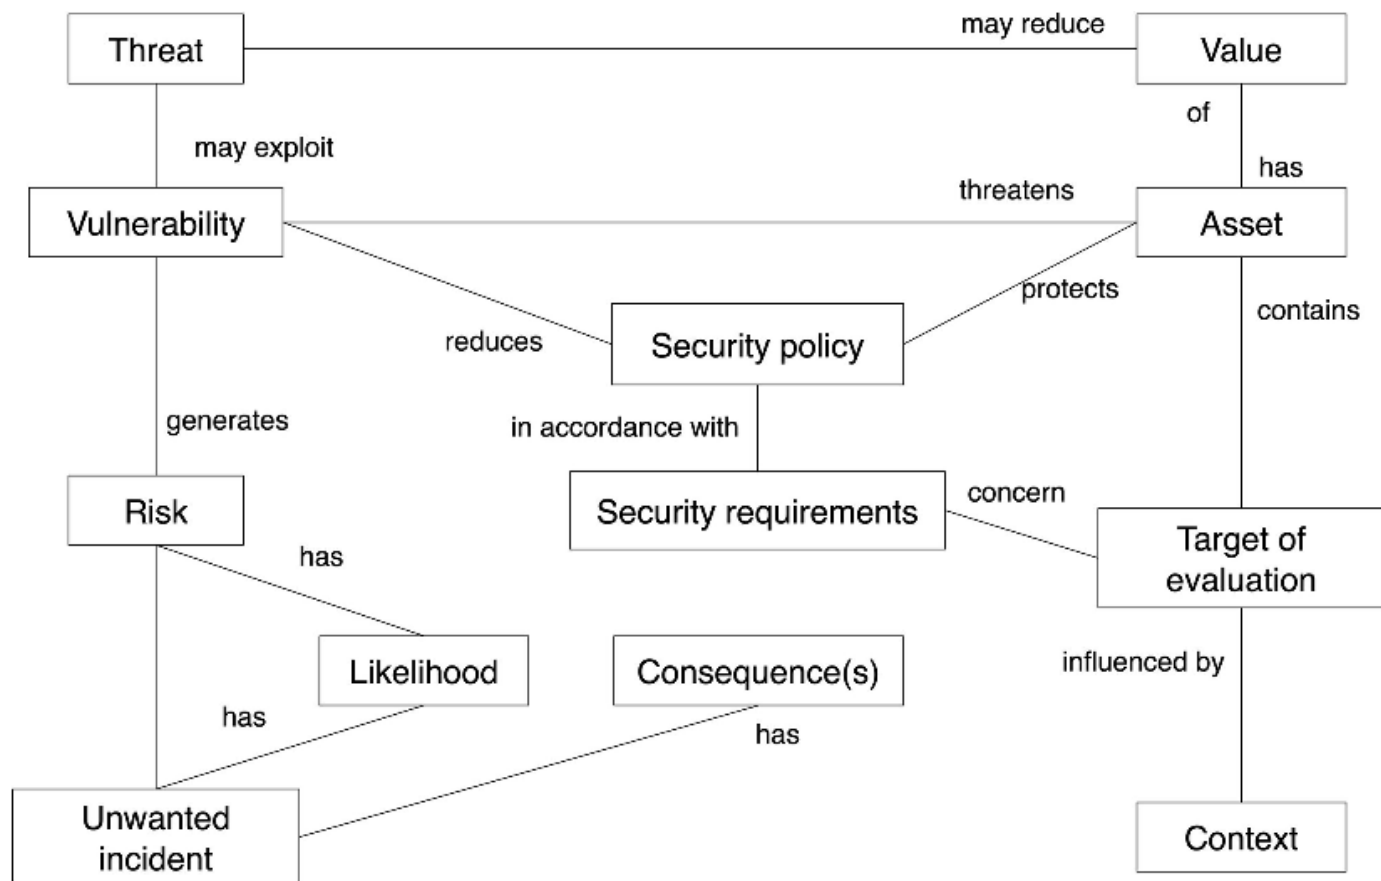 may reduce
Threat
Value
of
may exploit
has
threatens
Vulnerability
Asset
protects
contains
reduces
Security policy
generates
in accordance with
concern
Risk
Security requirements
Target of
evaluation
has
influenced by
Likelihood
Consequence(s)
has
has
Unwanted
incident
Context